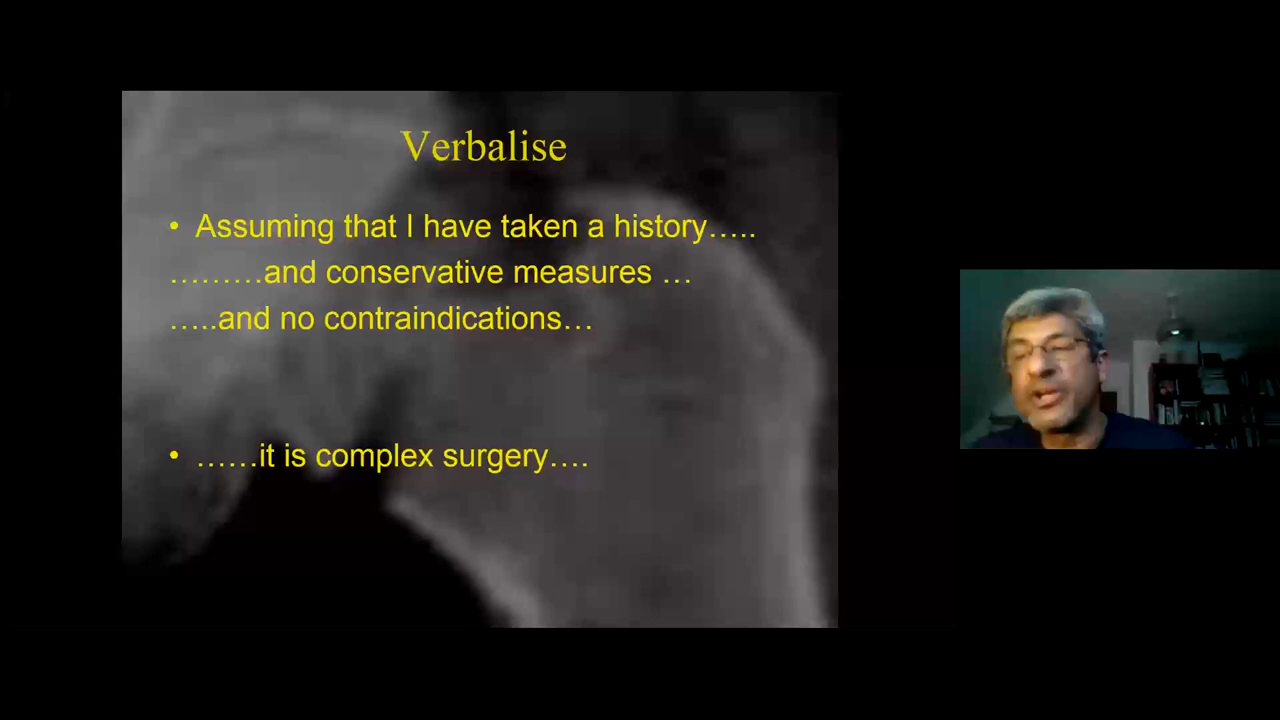 Verbalise
• Assuming that I have taken a history…..
………and conservative measures …
…..and no contraindications…
• ……it is complex surgery….